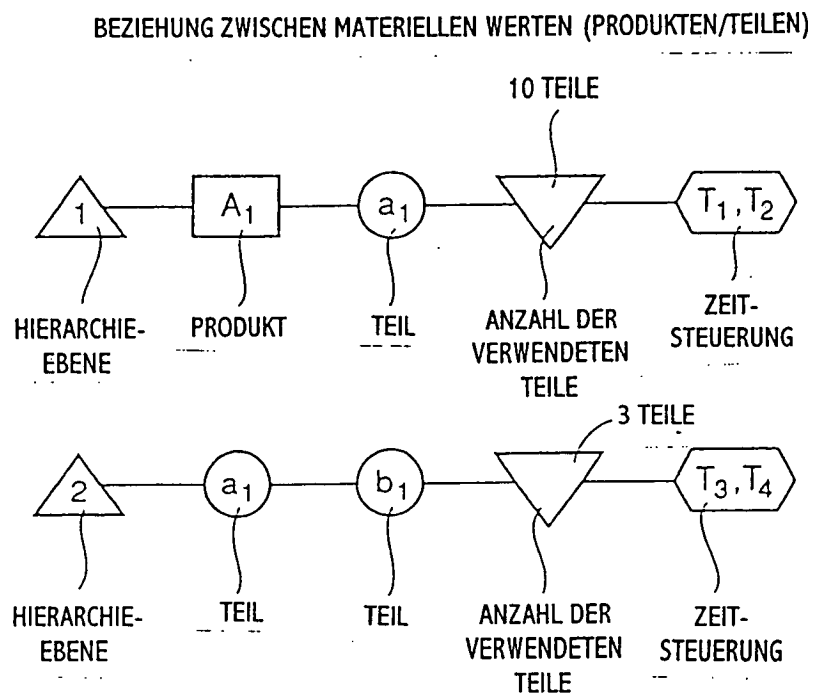 BEZIEHUNG ZWISCHEN MATERIELLEN WERTEN (PRODUKTEN/TEILEN)
10 TEILE
1
A1
a1
T1, T2
HIERARCHIE-
EBENE
PRODUKT
TEIL
ANZAHL DER
VERWENDETEN
TEILE
ZEIT-
STEUERUNG
3 TEILE
2
a1
b1
T3, T4
HIERARCHIE-
EBENE
TEIL
TEIL
ANZAHL DER
VERWENDETEN
TEILE
ZEIT-
STEUERUNG